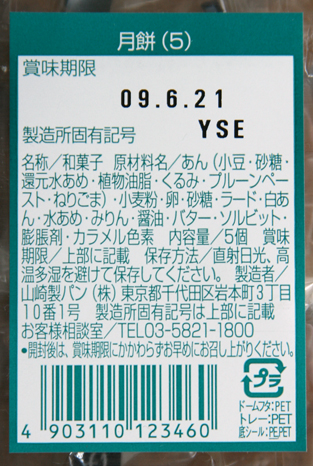 月餅(5)
賞味期限
09.6.21
製造所固有記号 YSE
名称/和菓子 原材料名/あん(小豆・砂糖・
還元水あめ・植物油脂・くるみ・プルーンペー
スト・ねりごま)・小麦粉・卵・砂糖・ラード・白あ
ん・水あめ・みりん・醤油・バター・ソルビット・
膨脹剤・カラメル色素 内容量/5個 賞味
期限/上部に記載 保存方法/直射日光、高
温多湿を避けて保存してください。 製造者/
山崎製パン(株) 東京都千代田区岩本町3丁目
10番1号 製造所固有記号は上部に記載
お客様相談室/TEL03-5821-1800
●開封後は、賞味期限にかかわらずお早めにお召し上がりください。
プラ
ドームフタ:PET
トレー:PET
底シール:PE,PET
4 903110 123460